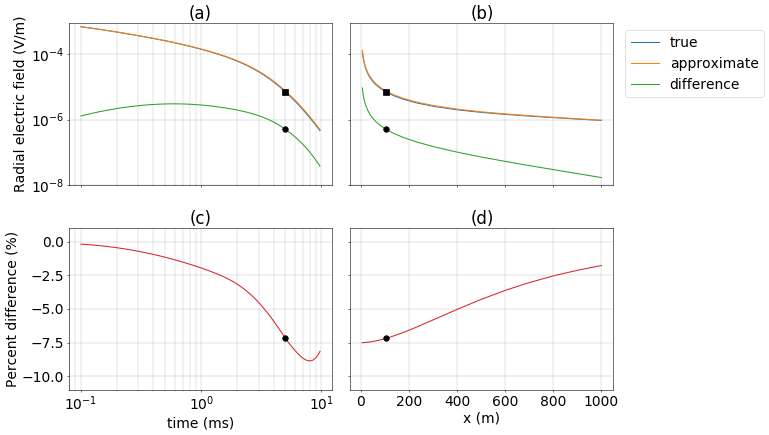 (a)
(b)
Radial electric field (V/m)
10⁻⁴
10⁻⁶
10⁻⁸
true
approximate
difference
(c)
(d)
Percent difference (%)
0.0
−2.5
−5.0
−7.5
−10.0
10⁻¹ 10⁰ 10¹
time (ms)
0 200 400 600 800 1000
x (m)